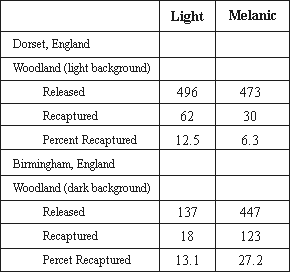 Light Melanic
Dorset, England
Woodland (light background)
Released 496 473
Recaptured 62 30
Percent Recaptured 12.5 6.3
Birmingham, England
Woodland (dark background)
Released 137 447
Recaptured 18 123
Percet Recaptured 13.1 27.2